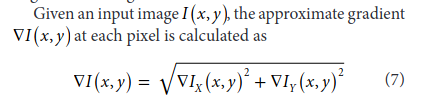 Given an input image I(x, y), the approximate gradient
∇I(x, y) at each pixel is calculated as
∇I(x, y) = √(∇I_X(x, y)² + ∇I_Y(x, y)²) (7)